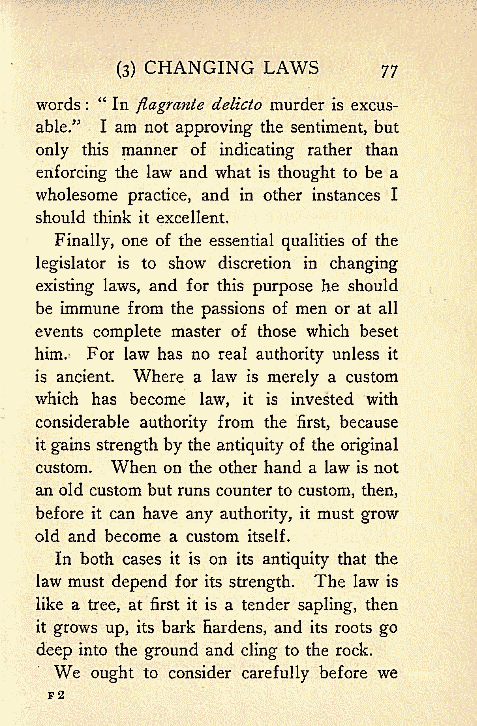 (3) CHANGING LAWS 77
words : “ In flagrante delicto murder is excus-
able.” I am not approving the sentiment, but
only this manner of indicating rather than
enforcing the law and what is thought to be a
wholesome practice, and in other instances I
should think it excellent.
Finally, one of the essential qualities of the
legislator is to show discretion in changing
existing laws, and for this purpose he should
be immune from the passions of men or at all
events complete master of those which beset
him. For law has no real authority unless it
is ancient. Where a law is merely a custom
which has become law, it is invested with
considerable authority from the first, because
it gains strength by the antiquity of the original
custom. When on the other hand a law is not
an old custom but runs counter to custom, then,
before it can have any authority, it must grow
old and become a custom itself.
In both cases it is on its antiquity that the
law must depend for its strength. The law is
like a tree, at first it is a tender sapling, then
it grows up, its bark hardens, and its roots go
deep into the ground and cling to the rock.
We ought to consider carefully before we
F 2